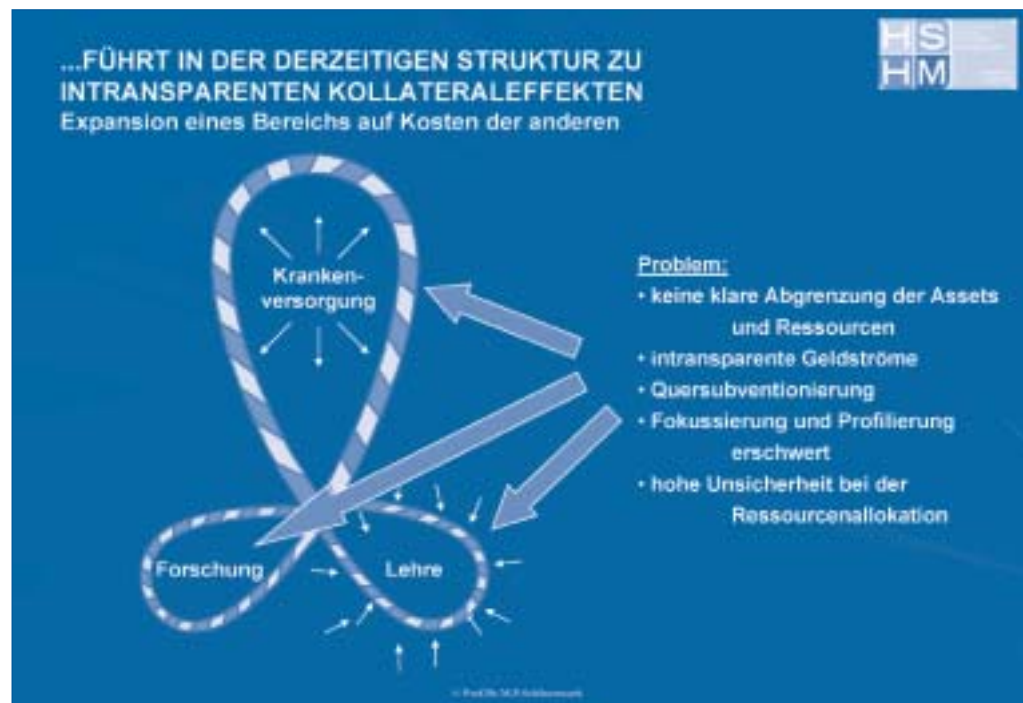 ...FÜHRT IN DER DERZEITIGEN STRUKTUR ZU
INTRANSPARENTEN KOLLATERALEFFEKTEN
Expansion eines Bereichs auf Kosten der anderen
HS
HM
Kranken-
versorgung
Forschung
Lehre
Problem:
• keine klare Abgrenzung der Assets
und Ressourcen
• intransparente Geldströme
• Quersubventionierung
• Fokussierung und Profilierung
erschwert
• hohe Unsicherheit bei der
Ressourcenallokation